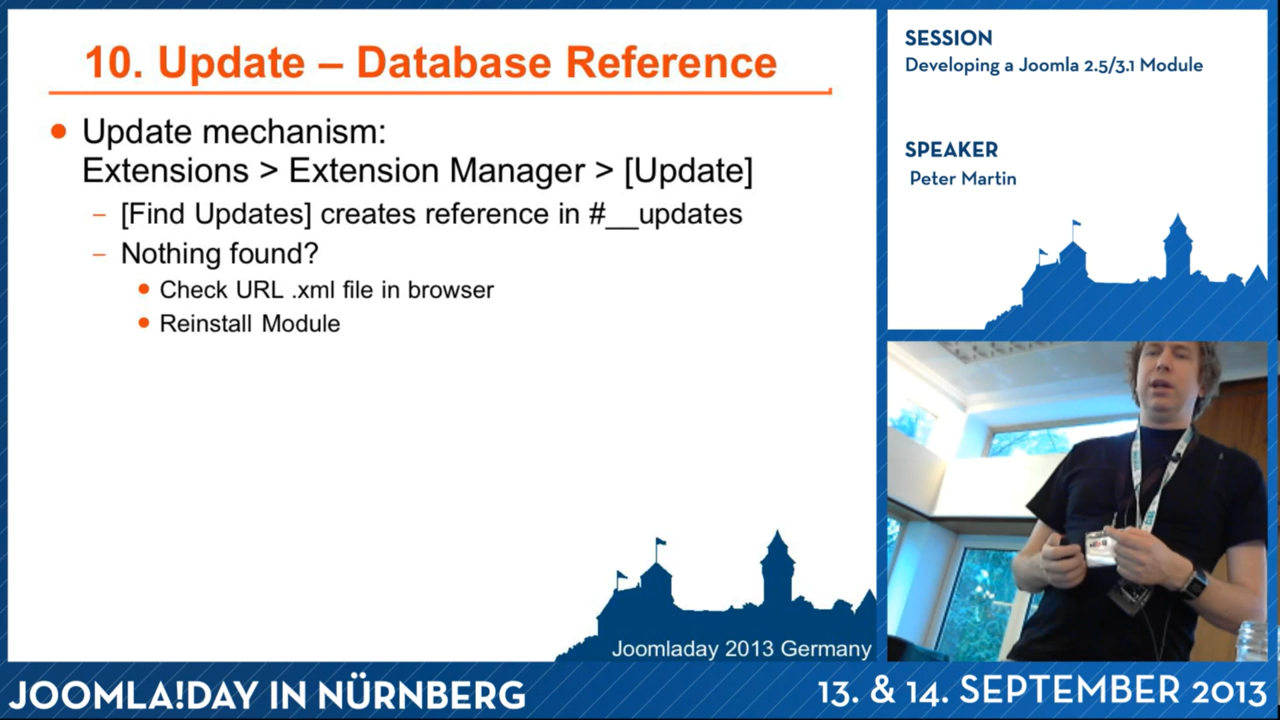 10. Update – Database Reference
Update mechanism:
Extensions > Extension Manager > [Update]
– [Find Updates] creates reference in #__updates
– Nothing found?
Check URL .xml file in browser
Reinstall Module
Joomladay 2013 Germany
SESSION
Developing a Joomla 2.5/3.1 Module
SPEAKER
Peter Martin
JOOMLA!DAY IN NÜRNBERG
13. & 14. SEPTEMBER 2013